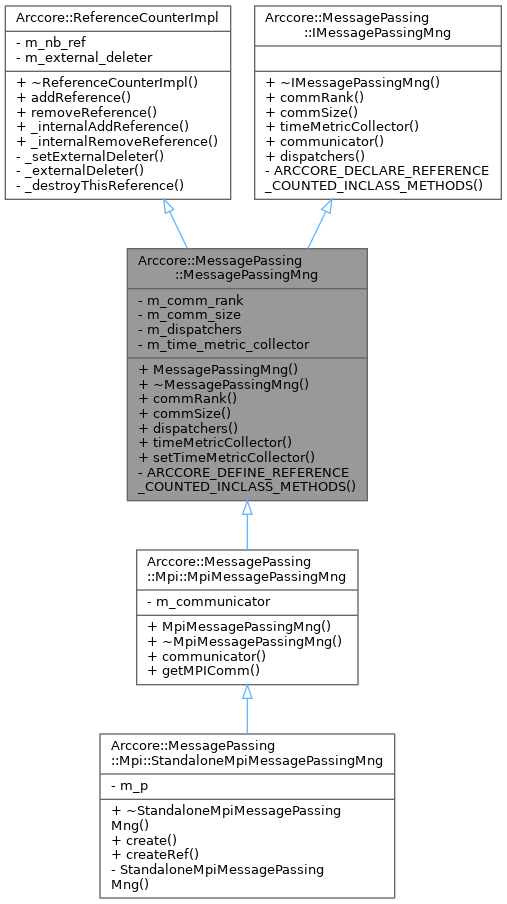 Arccore::ReferenceCounterImpl
- m_nb_ref
- m_external_deleter
+ ~ReferenceCounterImpl()
+ addReference()
+ removeReference()
+ _internalAddReference()
+ _internalRemoveReference()
- _setExternalDeleter()
- _externalDeleter()
- _destroyThisReference()
Arccore::MessagePassing
::IMessagePassingMng
+ ~IMessagePassingMng()
+ commRank()
+ commSize()
+ timeMetricCollector()
+ communicator()
+ dispatchers()
- ARCCORE_DECLARE_REFERENCE
_COUNTED_INCLASS_METHODS()
Arccore::MessagePassing
::MessagePassingMng
- m_comm_rank
- m_comm_size
- m_dispatchers
- m_time_metric_collector
+ MessagePassingMng()
+ ~MessagePassingMng()
+ commRank()
+ commSize()
+ dispatchers()
+ timeMetricCollector()
+ setTimeMetricCollector()
- ARCCORE_DEFINE_REFERENCE
_COUNTED_INCLASS_METHODS()
Arccore::MessagePassing
::Mpi::MpiMessagePassingMng
- m_communicator
+ MpiMessagePassingMng()
+ ~MpiMessagePassingMng()
+ communicator()
+ getMPIComm()
Arccore::MessagePassing
::Mpi::StandaloneMpiMessagePassingMng
- m_p
+ ~StandaloneMpiMessagePassing
Mng()
+ create()
+ createRef()
- StandaloneMpiMessagePassing
Mng()